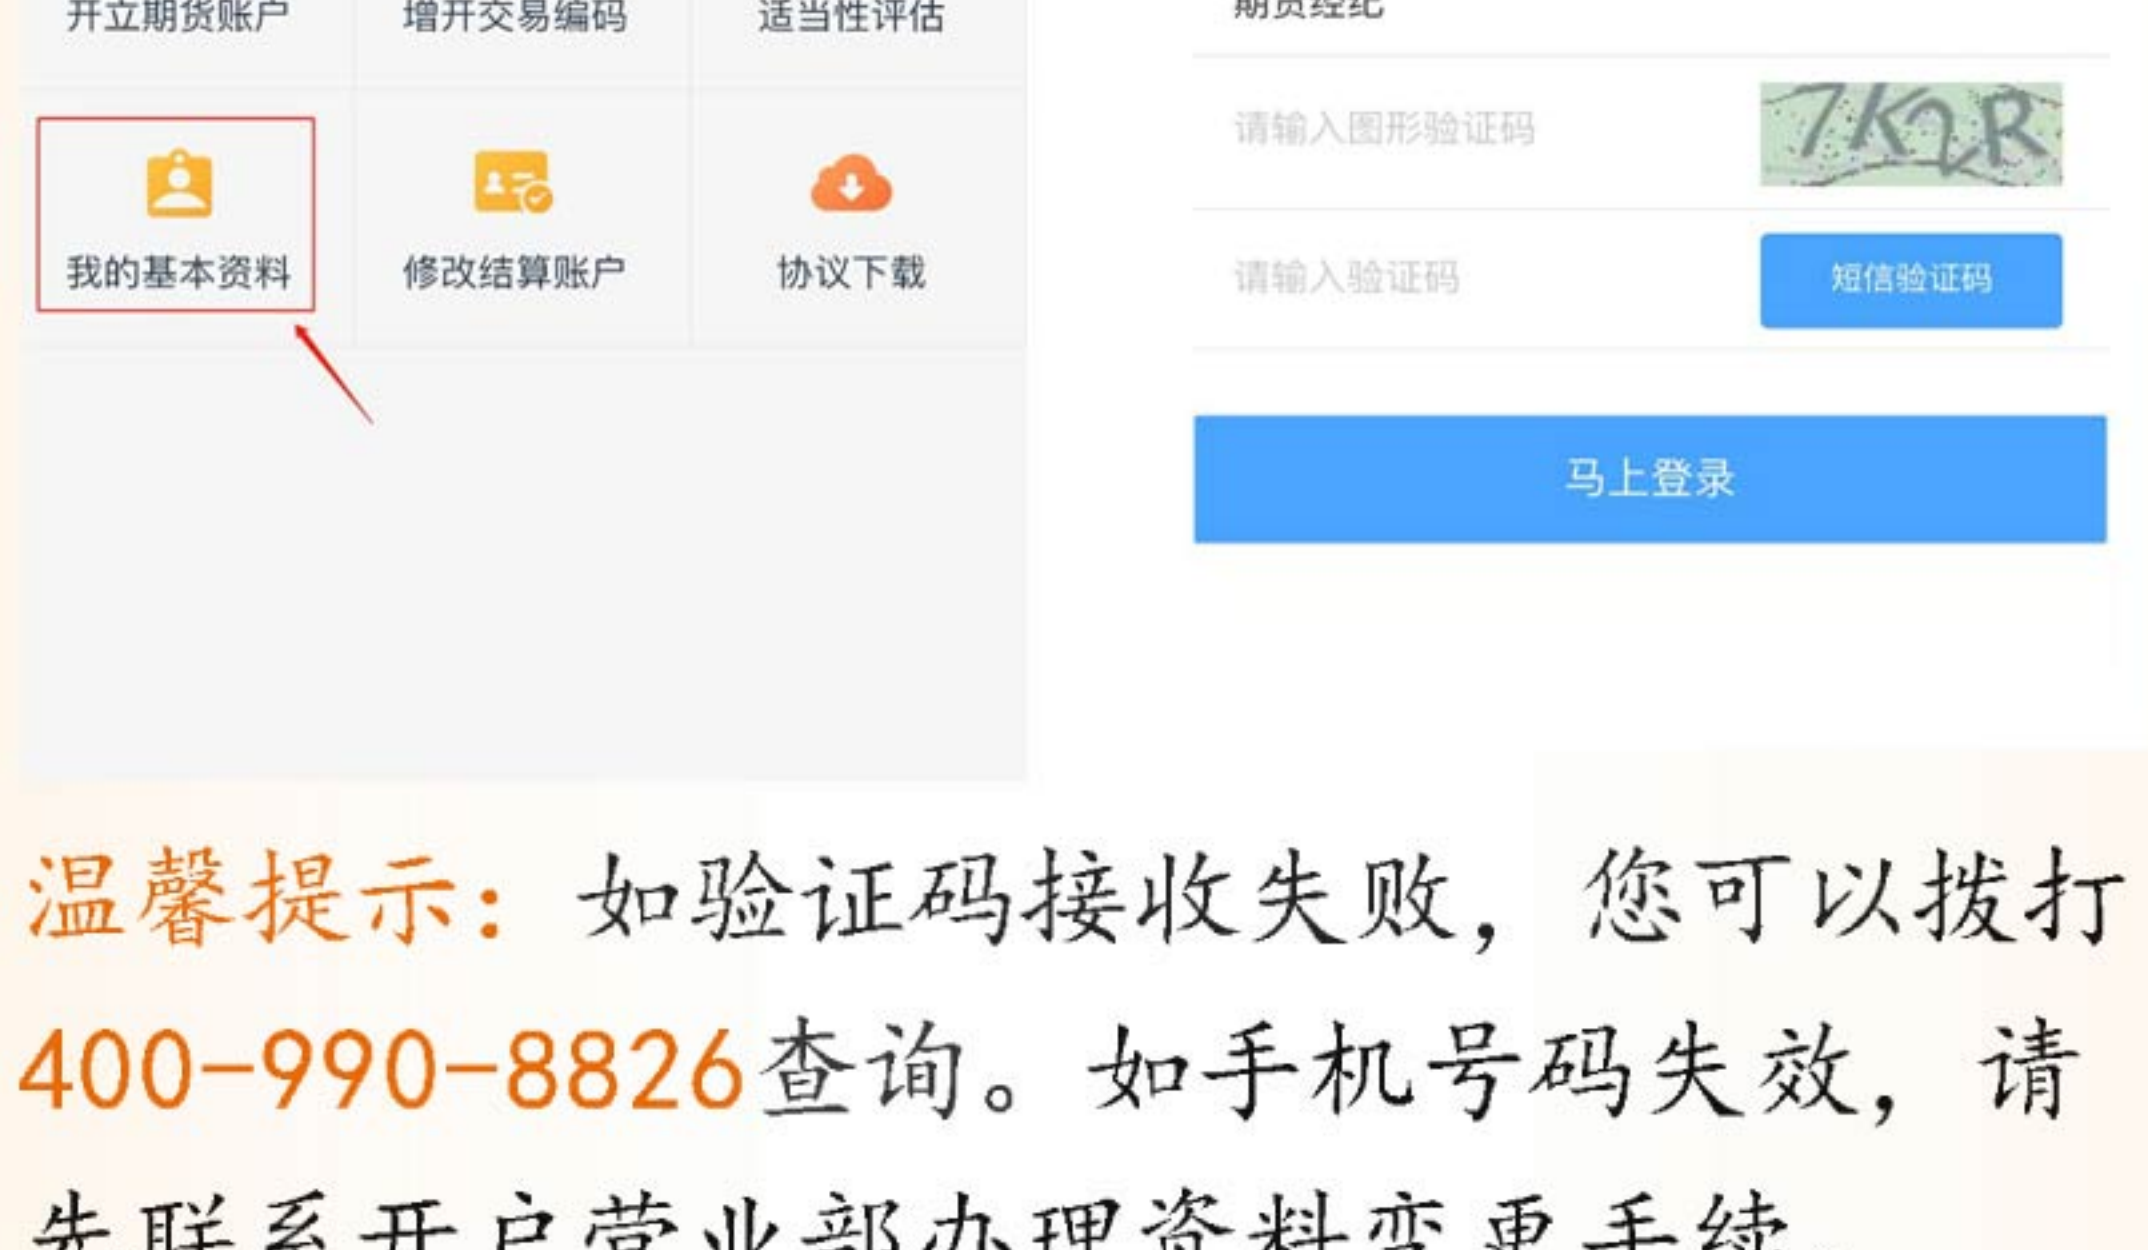 开立期货账户 增开交易编码 适当性评估
我的基本资料 修改结算账户 协议下载
期货经纪
请输入图形验证码 7K2R
请输入验证码 短信验证码
马上登录
温馨提示：如验证码接收失败，您可以拨打
400-990-8826查询。如手机号码失效，请
先联系开户营业部办理资料变更手续。